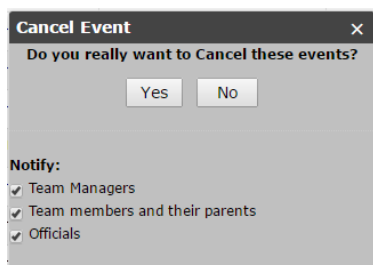 Cancel Event ×
Do you really want to Cancel these events?
Yes No
Notify:
Team Managers
Team members and their parents
Officials